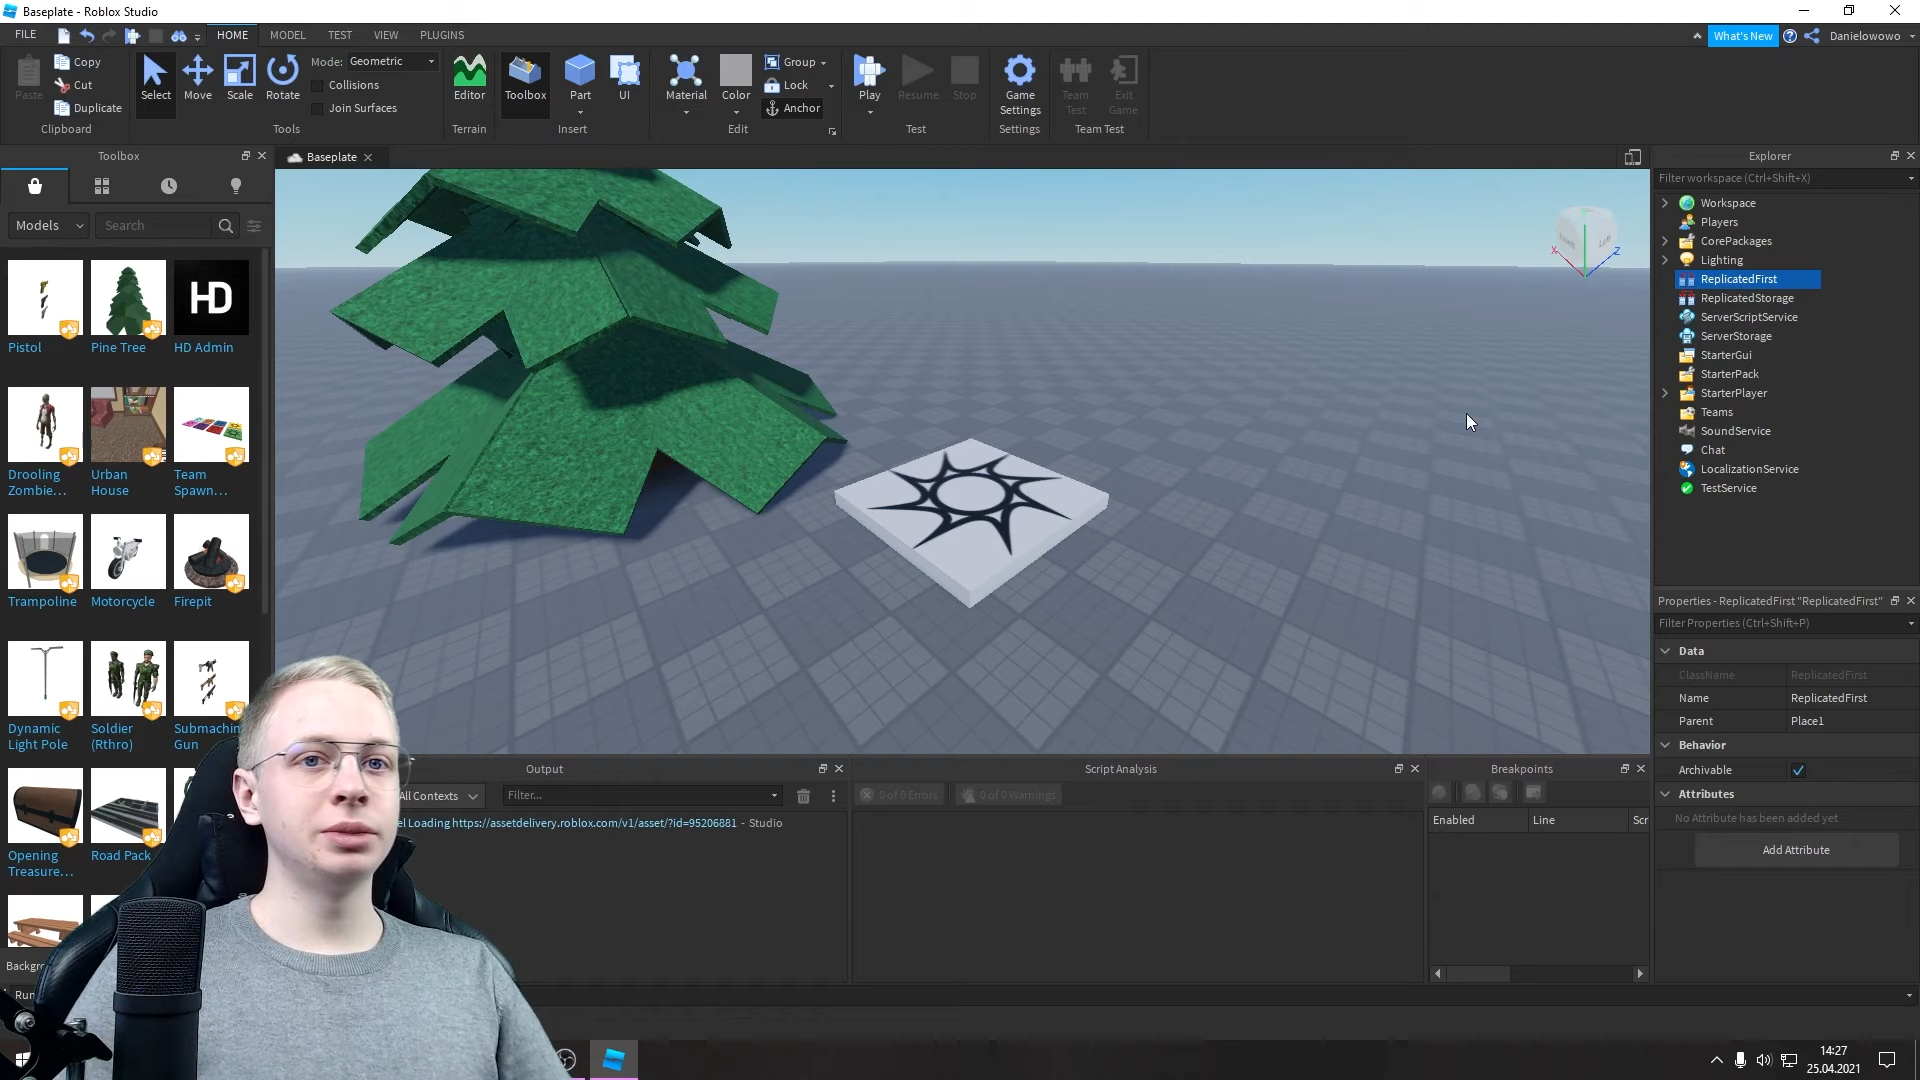 Baseplate - Roblox Studio
FILE
HOME
MODEL
TEST
VIEW
PLUGINS
What's New
Danielowowo
Paste
Copy
Cut
Duplicate
Clipboard
Select
Move
Scale
Rotate
Mode: Geometric
Collisions
Join Surfaces
Tools
Editor
Terrain
Toolbox
Part
UI
Insert
Material
Color
Group
Lock
Anchor
Edit
Play
Resume
Stop
Test
Game
Settings
Settings
Team
Test
Exit
Game
Team Test
Toolbox
Baseplate
Models
Search
Pistol
Pine Tree
HD
HD Admin
Drooling
Zombie...
Urban
House
Team
Spawn...
Trampoline
Motorcycle
Firepit
Dynamic
Light Pole
Soldier
(Rthro)
Submachin
Gun
Opening
Treasure...
Road Pack
Backgr
Run
X
Z
Output
All Contexts
Filter...
el Loading https://assetdelivery.roblox.com/v1/asset/?id=95206881 - Studio
Script Analysis
0 of 0 Errors
0 of 0 Warnings
Breakpoints
Enabled
Line
Scr
Explorer
Filter workspace (Ctrl+Shift+X)
Workspace
Players
CorePackages
Lighting
ReplicatedFirst
ReplicatedStorage
ServerScriptService
ServerStorage
StarterGui
StarterPack
StarterPlayer
Teams
SoundService
Chat
LocalizationService
TestService
Properties - ReplicatedFirst "ReplicatedFirst"
Filter Properties (Ctrl+Shift+P)
Data
ClassName ReplicatedFirst
Name ReplicatedFirst
Parent Place1
Behavior
Archivable
Attributes
No Attribute has been added yet
Add Attribute
14:27
25.04.2021